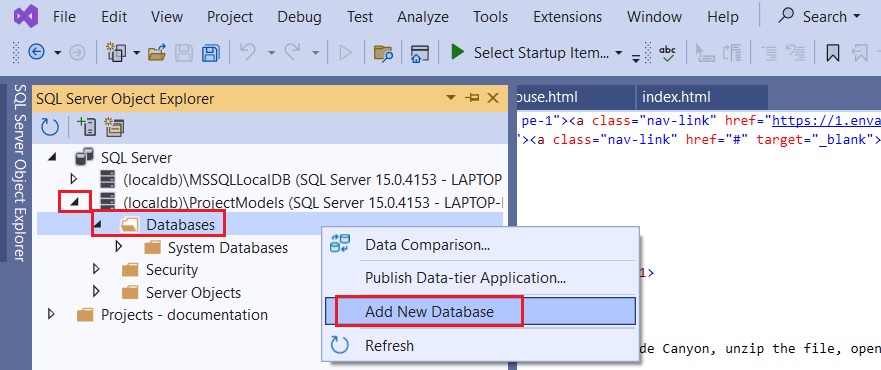 File Edit View Project Debug Test Analyze Tools Extensions Window Search
Select Startup Item...
SQL Server Object Explorer
SQL Server Object Explorer
ouse.html index.html
pe-1"><a class="nav-link" href="https://1.enva
"><a class="nav-link" href="#" target="_blank">
SQL Server
(localdb)\MSSQLLocalDB (SQL Server 15.0.4153 - LAPTOP
(localdb)\ProjectModels (SQL Server 15.0.4153 - LAPTOP-
Databases
System Databases
Security
Server Objects
Projects - documentation
Data Comparison...
Publish Data-tier Application...
Add New Database
Refresh
1>
de Canyon, unzip the file, open